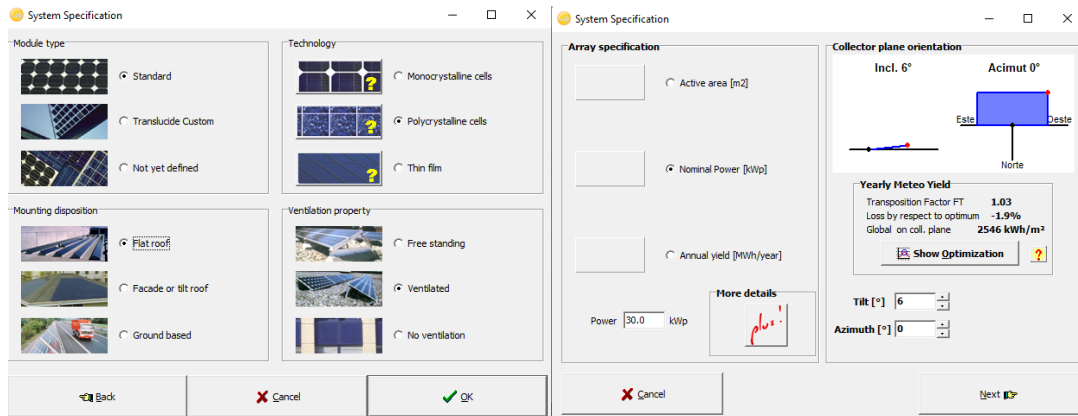 System Specification
Module type
Standard
Translucide Custom
Not yet defined
Technology
? Monocrystalline cells
? Polycrystalline cells
? Thin film
Mounting disposition
Flat roof
Facade or tilt roof
Ground based
Ventilation property
Free standing
Ventilated
No ventilation
Back
Cancel
OK
System Specification
Array specification
Active area [m2]
Nominal Power [kWp]
Annual yield [MWh/year]
More details
Power 30.0 kWp
plus!
Cancel
Collector plane orientation
Incl. 6° Acimut 0°
Este Oeste
Norte
Yearly Meteo Yield
Transposition Factor FT 1.03
Loss by respect to optimum -1.9%
Global on coll. plane 2546 kWh/m²
Show Optimization ?
Tilt [°] 6
Azimuth [°] 0
Next